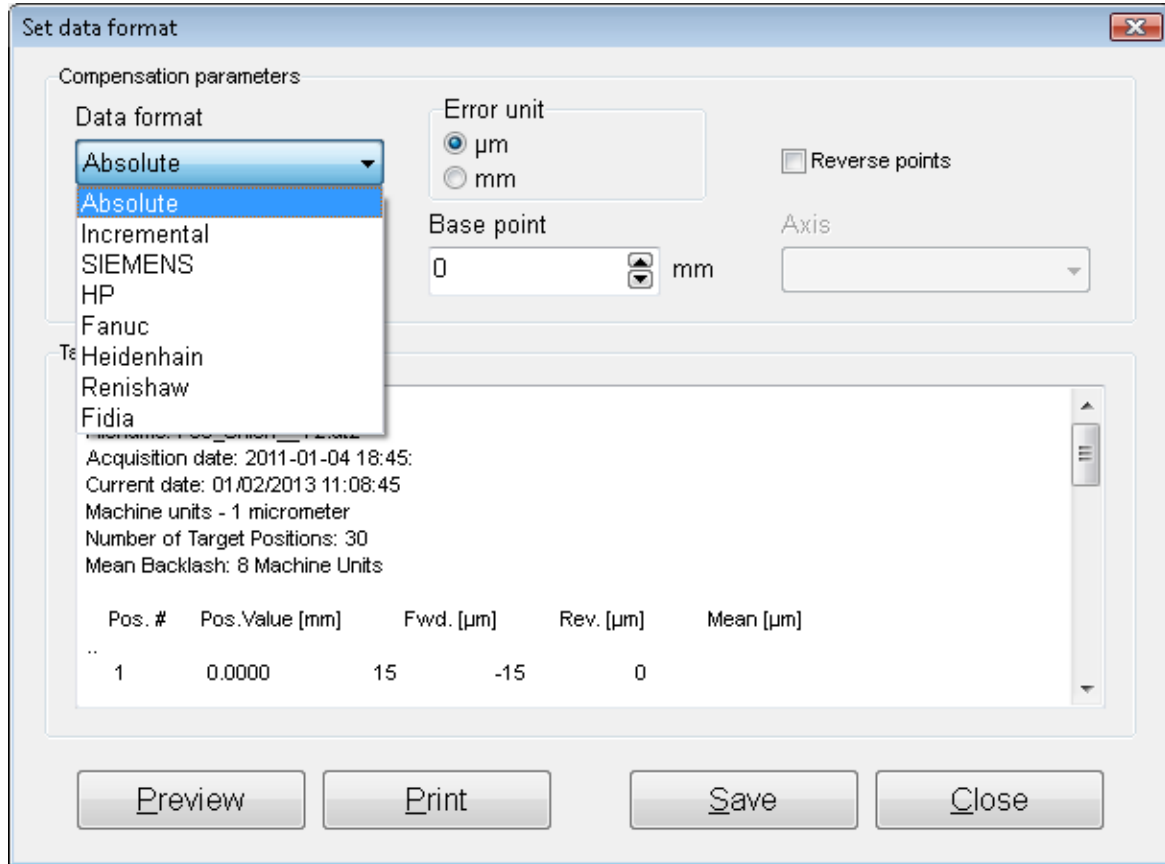 Set data format
Compensation parameters
Data format
Absolute
Absolute
Incremental
SIEMENS
HP
Fanuc
Heidenhain
Renishaw
Fidia
Error unit
µm
mm
Base point
0
mm
Reverse points
Axis
Acquisition date: 2011-01-04 18:45:
Current date: 01/02/2013 11:08:45
Machine units - 1 micrometer
Number of Target Positions: 30
Mean Backlash: 8 Machine Units
Pos. # Pos.Value [mm] Fwd. [µm] Rev. [µm] Mean [µm]
..
1 0.0000 15 -15 0
Preview
Print
Save
Close